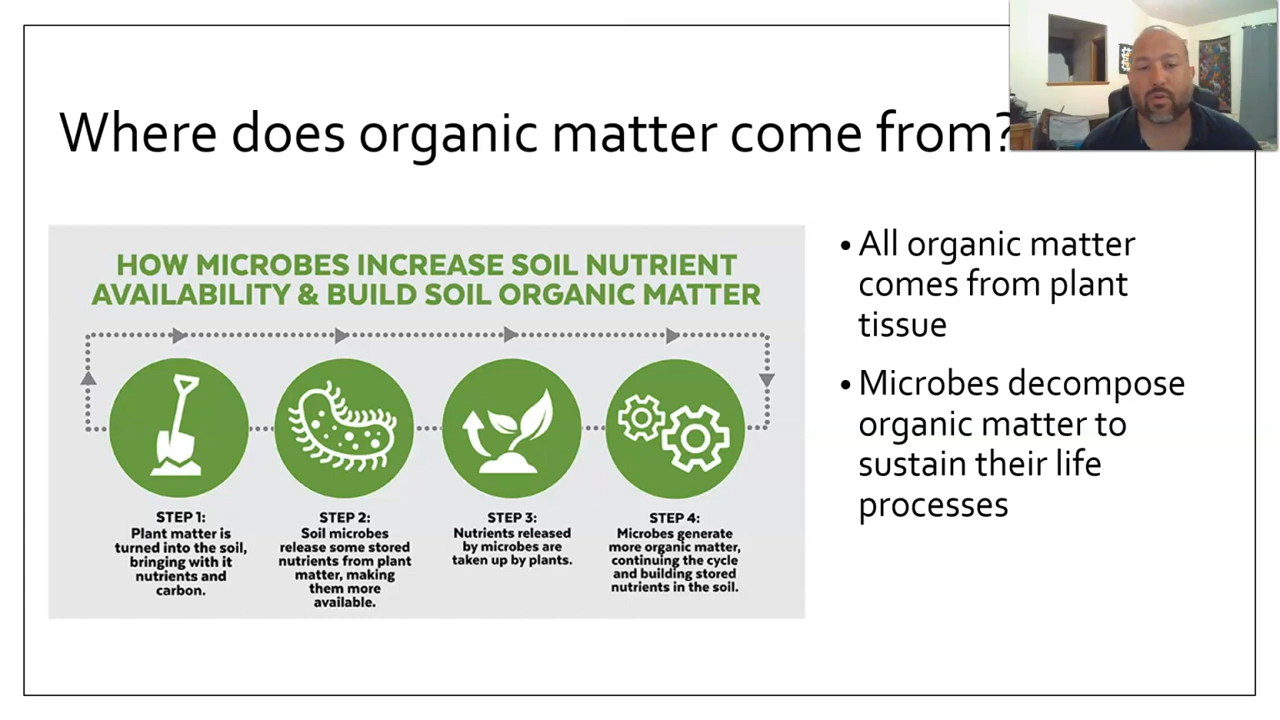 Where does organic matter come from?
HOW MICROBES INCREASE SOIL NUTRIENT
AVAILABILITY & BUILD SOIL ORGANIC MATTER
STEP 1:
Plant matter is
turned into the soil,
bringing with it
nutrients and
carbon.
STEP 2:
Soil microbes
release some stored
nutrients from plant
matter, making
them more
available.
STEP 3:
Nutrients released
by microbes are
taken up by plants.
STEP 4:
Microbes generate
more organic matter,
continuing the cycle
and building stored
nutrients in the soil.
• All organic matter
comes from plant
tissue
• Microbes decompose
organic matter to
sustain their life
processes